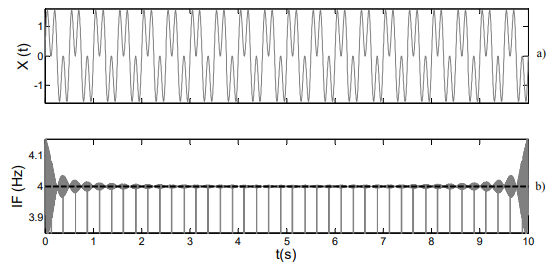 X (t)
1
0
-1
a)
IF (Hz)
4.1
4
3.9
b)
0 1 2 3 4 5 6 7 8 9 10
t(s)